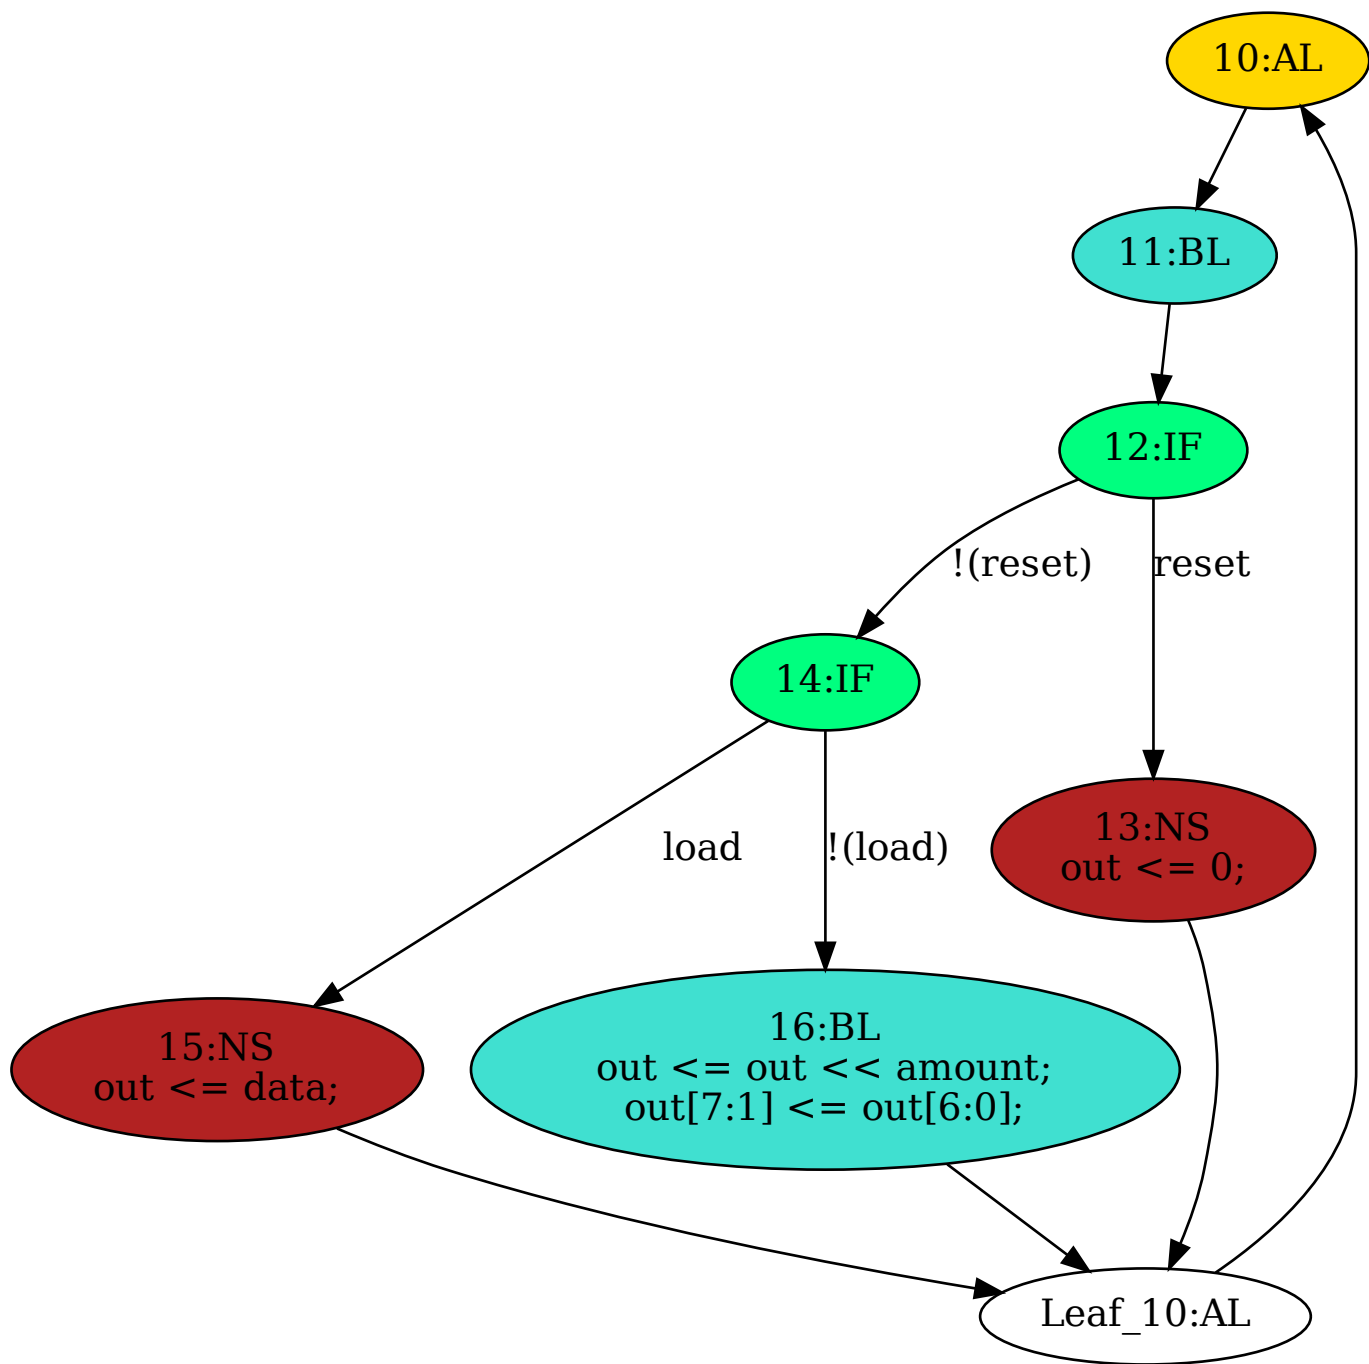 10:AL
11:BL
12:IF
!(reset)
reset
14:IF
load
!(load)
13:NS
out <= 0;
15:NS
out <= data;
16:BL
out <= out << amount;
out[7:1] <= out[6:0];
Leaf_10:AL